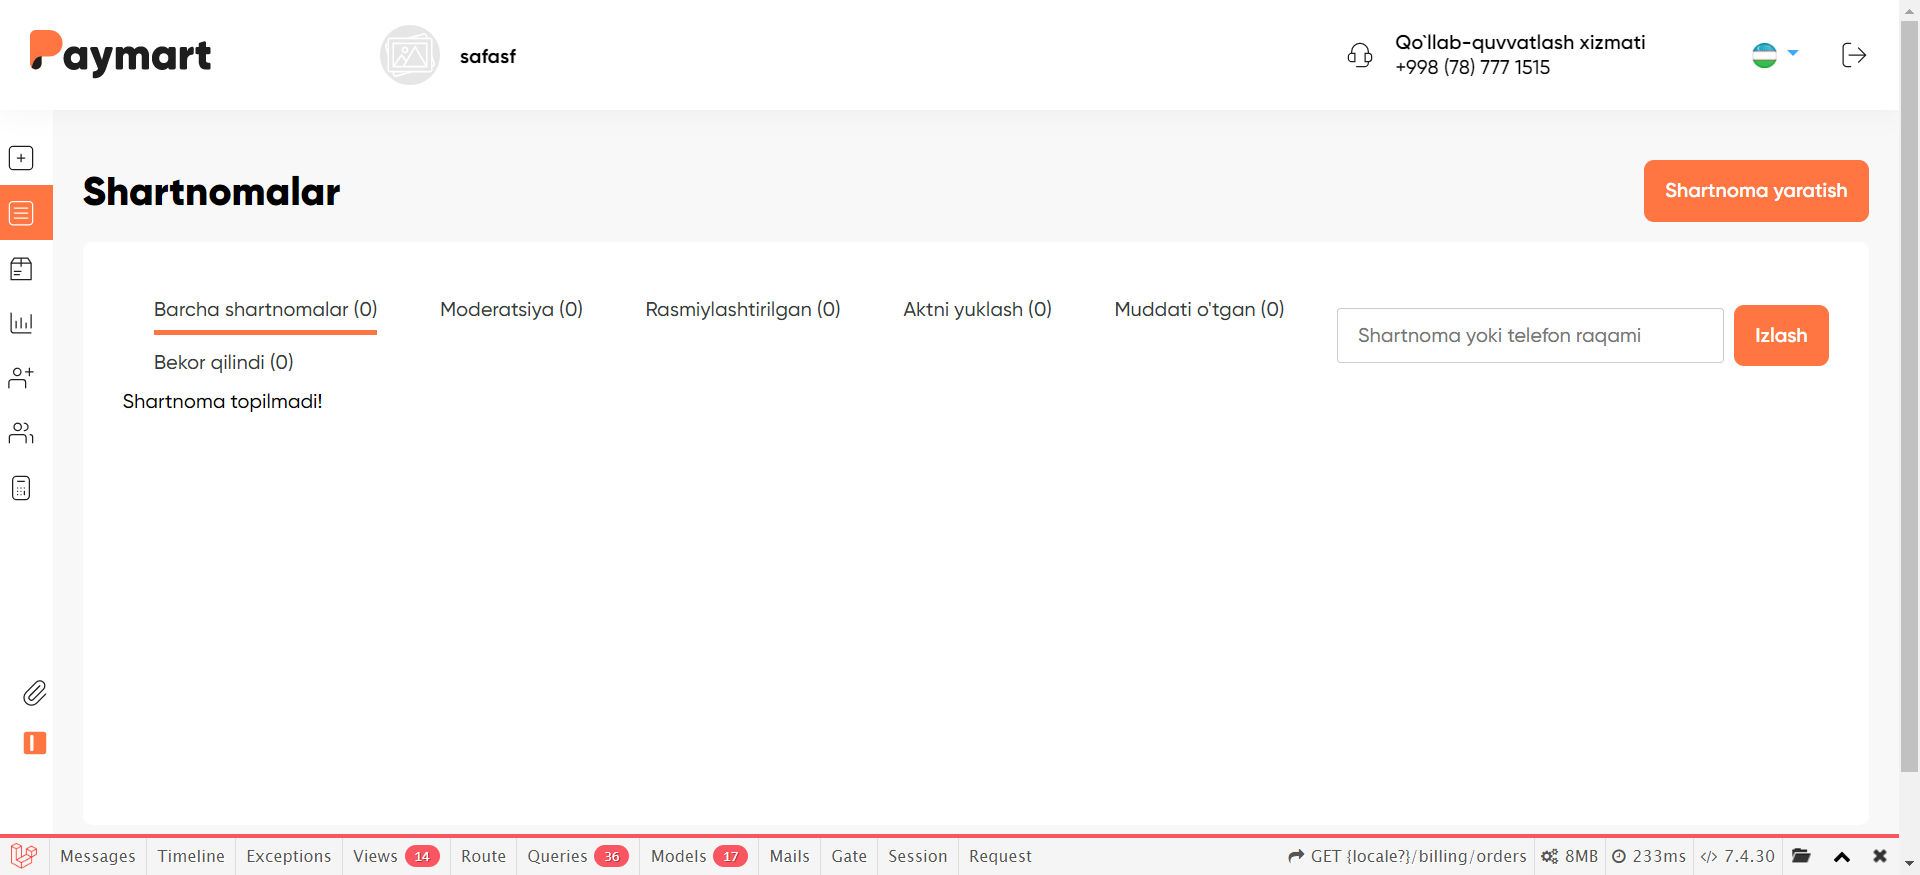 Paymart
safasf
Qo`llab-quvvatlash xizmati
+998 (78) 777 1515
Shartnomalar
Shartnoma yaratish
Barcha shartnomalar (0)
Moderatsiya (0)
Rasmiylashtirilgan (0)
Aktni yuklash (0)
Muddati o'tgan (0)
Bekor qilindi (0)
Shartnoma yoki telefon raqami
Izlash
Shartnoma topilmadi!
Messages
Timeline
Exceptions
Views 14
Route
Queries 36
Models 17
Mails
Gate
Session
Request
GET {locale?}/billing/orders
8MB
233ms
7.4.30